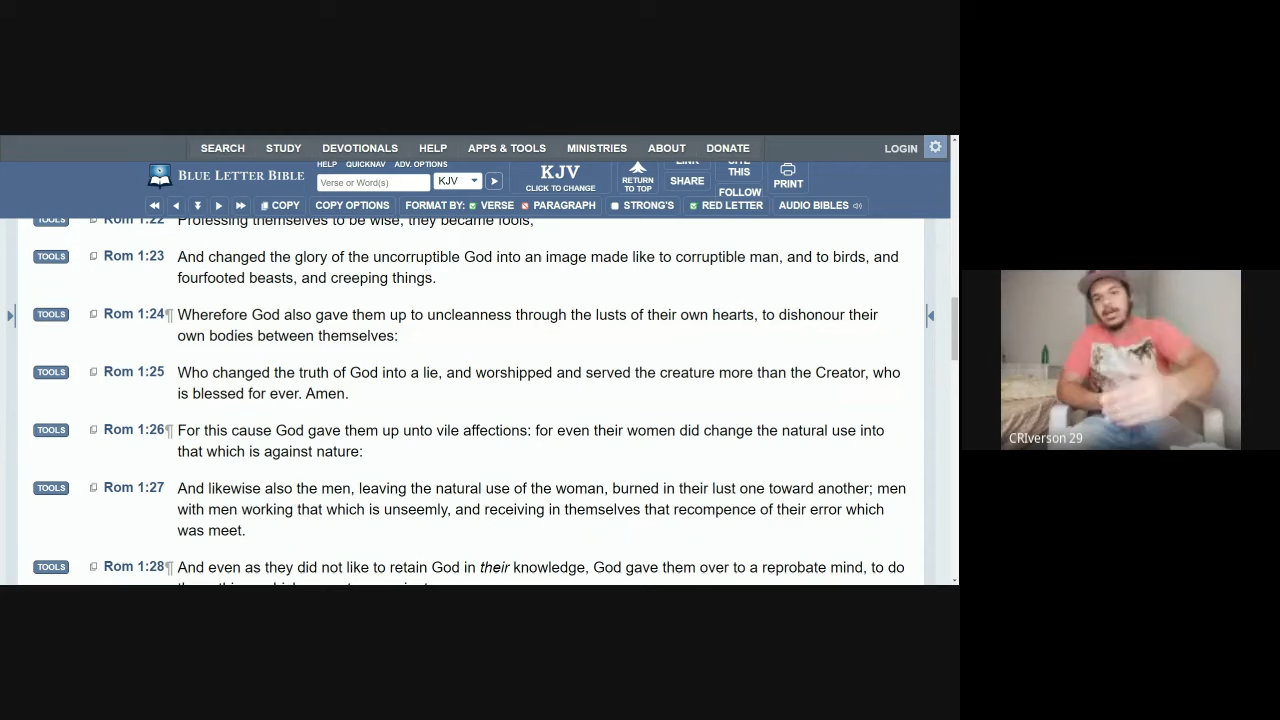 SEARCH STUDY DEVOTIONALS HELP APPS & TOOLS MINISTRIES ABOUT DONATE LOGIN
BLUE LETTER BIBLE
HELP QUICKNAV ADV. OPTIONS
Verse or Word(s) KJV
KJV
CLICK TO CHANGE
RETURN
TO TOP
LINK
SHARE
CITE
THIS
FOLLOW
PRINT
COPY COPY OPTIONS FORMAT BY: VERSE PARAGRAPH STRONG'S RED LETTER AUDIO BIBLES
TOOLS Rom 1:22 Professing themselves to be wise, they became fools,
TOOLS Rom 1:23 And changed the glory of the uncorruptible God into an image made like to corruptible man, and to birds, and
fourfooted beasts, and creeping things.
TOOLS Rom 1:24¶ Wherefore God also gave them up to uncleanness through the lusts of their own hearts, to dishonour their
own bodies between themselves:
TOOLS Rom 1:25 Who changed the truth of God into a lie, and worshipped and served the creature more than the Creator, who
is blessed for ever. Amen.
TOOLS Rom 1:26¶ For this cause God gave them up unto vile affections: for even their women did change the natural use into
that which is against nature:
TOOLS Rom 1:27 And likewise also the men, leaving the natural use of the woman, burned in their lust one toward another; men
with men working that which is unseemly, and receiving in themselves that recompence of their error which
was meet.
TOOLS Rom 1:28¶ And even as they did not like to retain God in their knowledge, God gave them over to a reprobate mind, to do
CRIverson 29